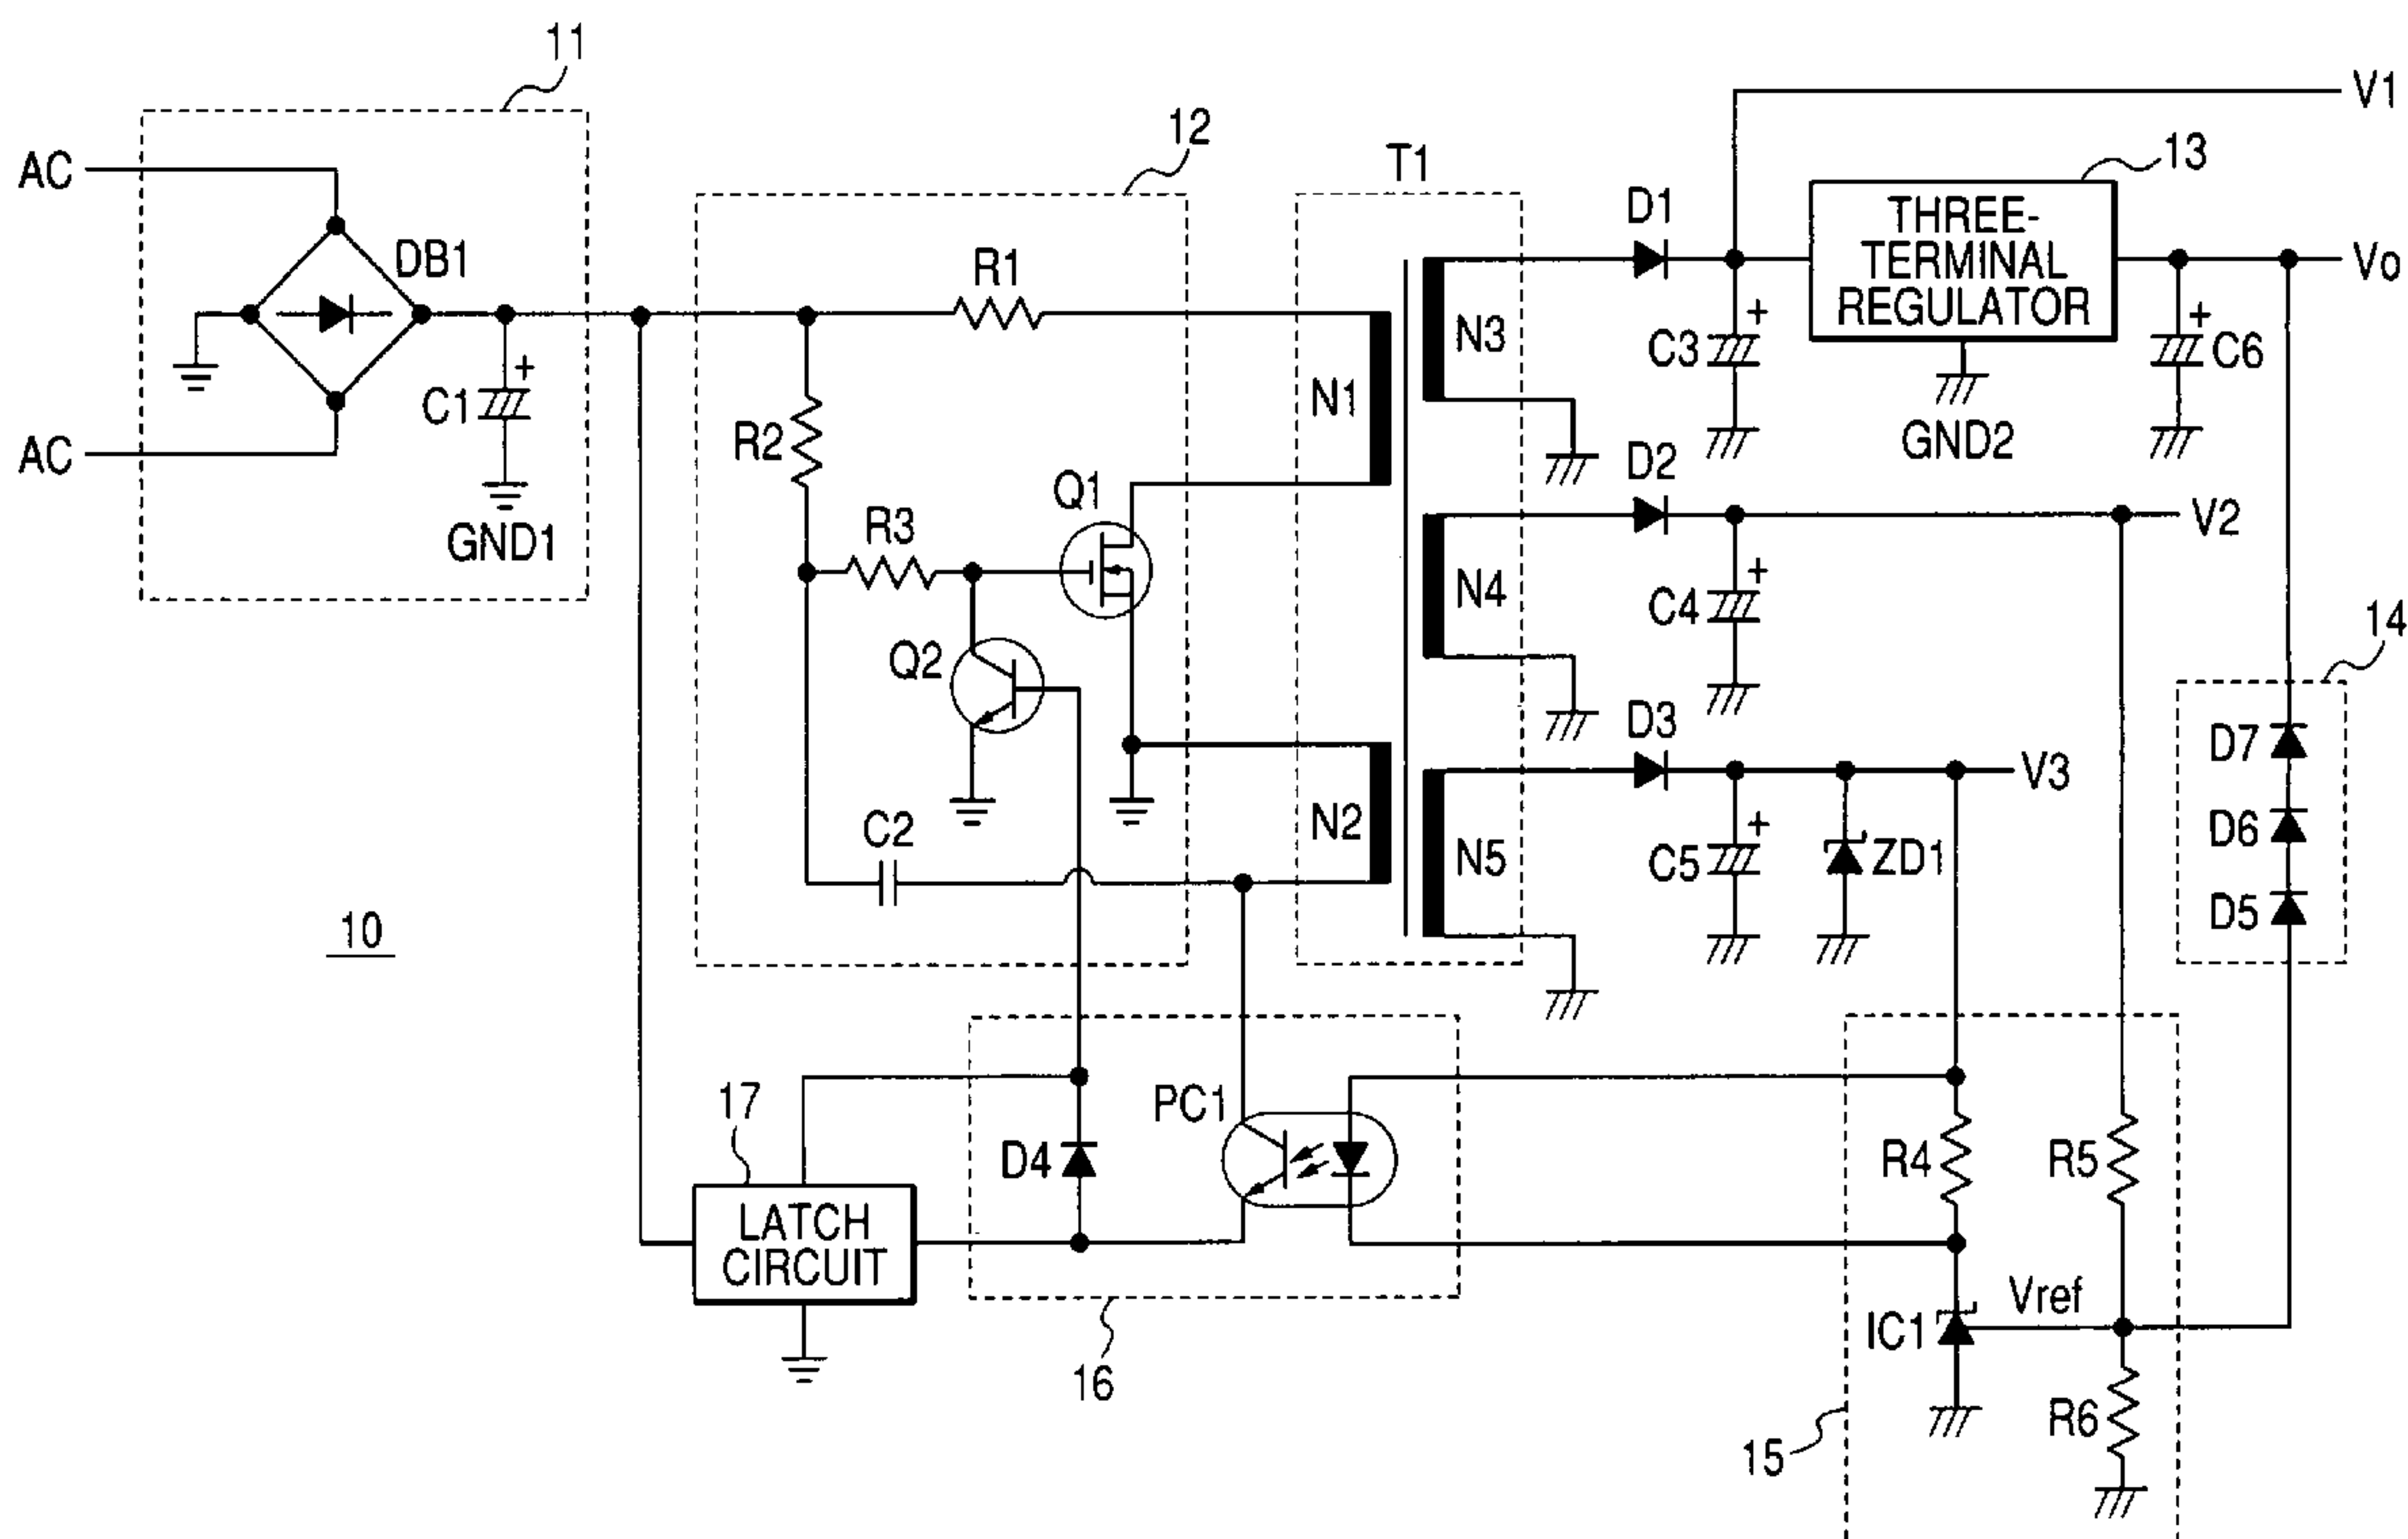 11
V1
12
T1
13
AC
D1
THREE-
TERMINAL
REGULATOR
Vo
DB1
R1
+
+
N3
C3
C6
+
C1
N1
GND2
R2
AC
D2
Q1
GND1
R3
V2
+
N4
C4
14
Q2
D3
D7
V3
C2
N2
+
C5
ZD1
D6
N5
10
D5
17
PC1
D4
R4
R5
LATCH
CIRCUIT
Vref
IC1
16
R6
15